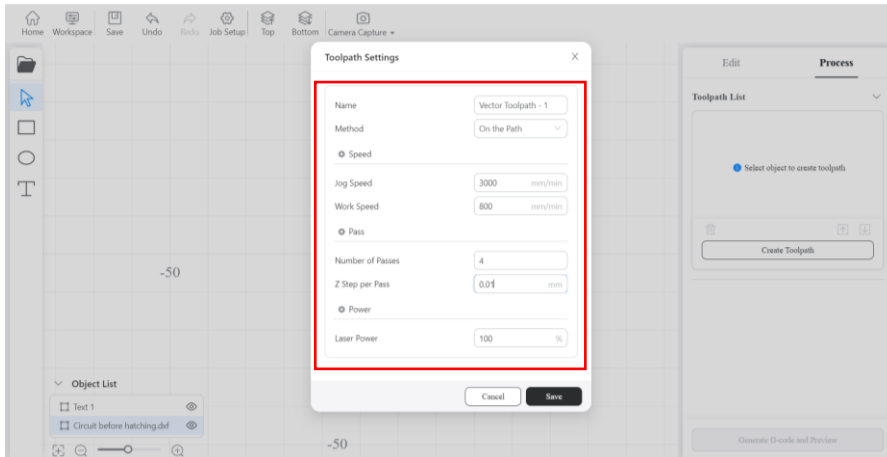 Home Workspace Save Undo Redo Job Setup Top Bottom Camera Capture
Toolpath Settings
Name Vector Toolpath - 1
Method On the Path
Speed
Jog Speed 3000 mm/min
Work Speed 800 mm/min
Pass
Number of Passes 4
Z Step per Pass 0.01 mm
Power
Laser Power 100 %
Cancel Save
Edit Process
Toolpath List
Select object to create toolpath
Create Toolpath
Generate G-code and Preview
-50
Object List
Text 1
Circuit before hatching.dxf
-50